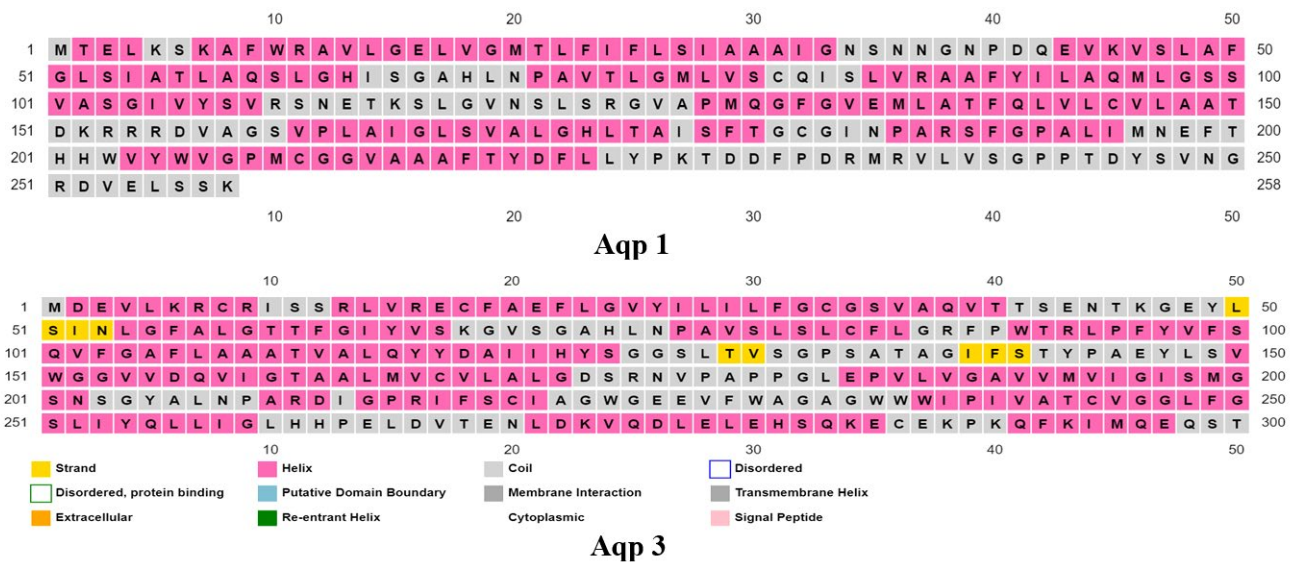 10 20 30 40 50
1 M T E L K S K A F W R A V L G E L V G M T L F I F L S I A A A I G N S N N G N P D Q E V K V S L A F 50
51 G L S I A T L A Q S L G H I S G A H L N P A V T L G M L V S C Q I S L V R A A F Y I L A Q M L G S S 100
101 V A S G I V Y S V R S N E T K S L G V N S L S R G V A P M Q G F G V E M L A T F Q L V L C V L A A T 150
151 D K R R R D V A G S V P L A I G L S V A L G H L T A I S F T G C G I N P A R S F G P A L I M N E F T 200
201 H H W V Y W V G P M C G G V A A A F T Y D F L L Y P K T D D F P D R M R V L V S G P P T D Y S V N G 250
251 R D V E L S S K 258
10 20 30 40 50
Aqp 1
10 20 30 40 50
1 M D E V L K R C R I S S R L V R E C F A E F L G V Y I L I L F G C G S V A Q V T T S E N T K G E Y L 50
51 S I N L G F A L G T T F G I Y V S K G V S G A H L N P A V S L S L C F L G R F P W T R L P F Y V F S 100
101 Q V F G A F L A A A T V A L Q Y Y D A I I H Y S G G S L T V S G P S A T A G I F S T Y P A E Y L S V 150
151 W G G V V D Q V I G T A A L M V C V L A L G D S R N V P A P P G L E P V L V G A V V M V I G I S M G 200
201 S N S G Y A L N P A R D I G P R I F S C I A G W G E E V F W A G A G W W W I P I V A T C V G G L F G 250
251 S L I Y Q L L I G L H H P E L D V T E N L D K V Q D L E L E H S Q K E C E K P K Q F K I M Q E Q S T 300
10 20 30 40 50
Strand Helix Coil Disordered
Disordered, protein binding Putative Domain Boundary Membrane Interaction Transmembrane Helix
Extracellular Re-entrant Helix Cytoplasmic Signal Peptide
Aqp 3